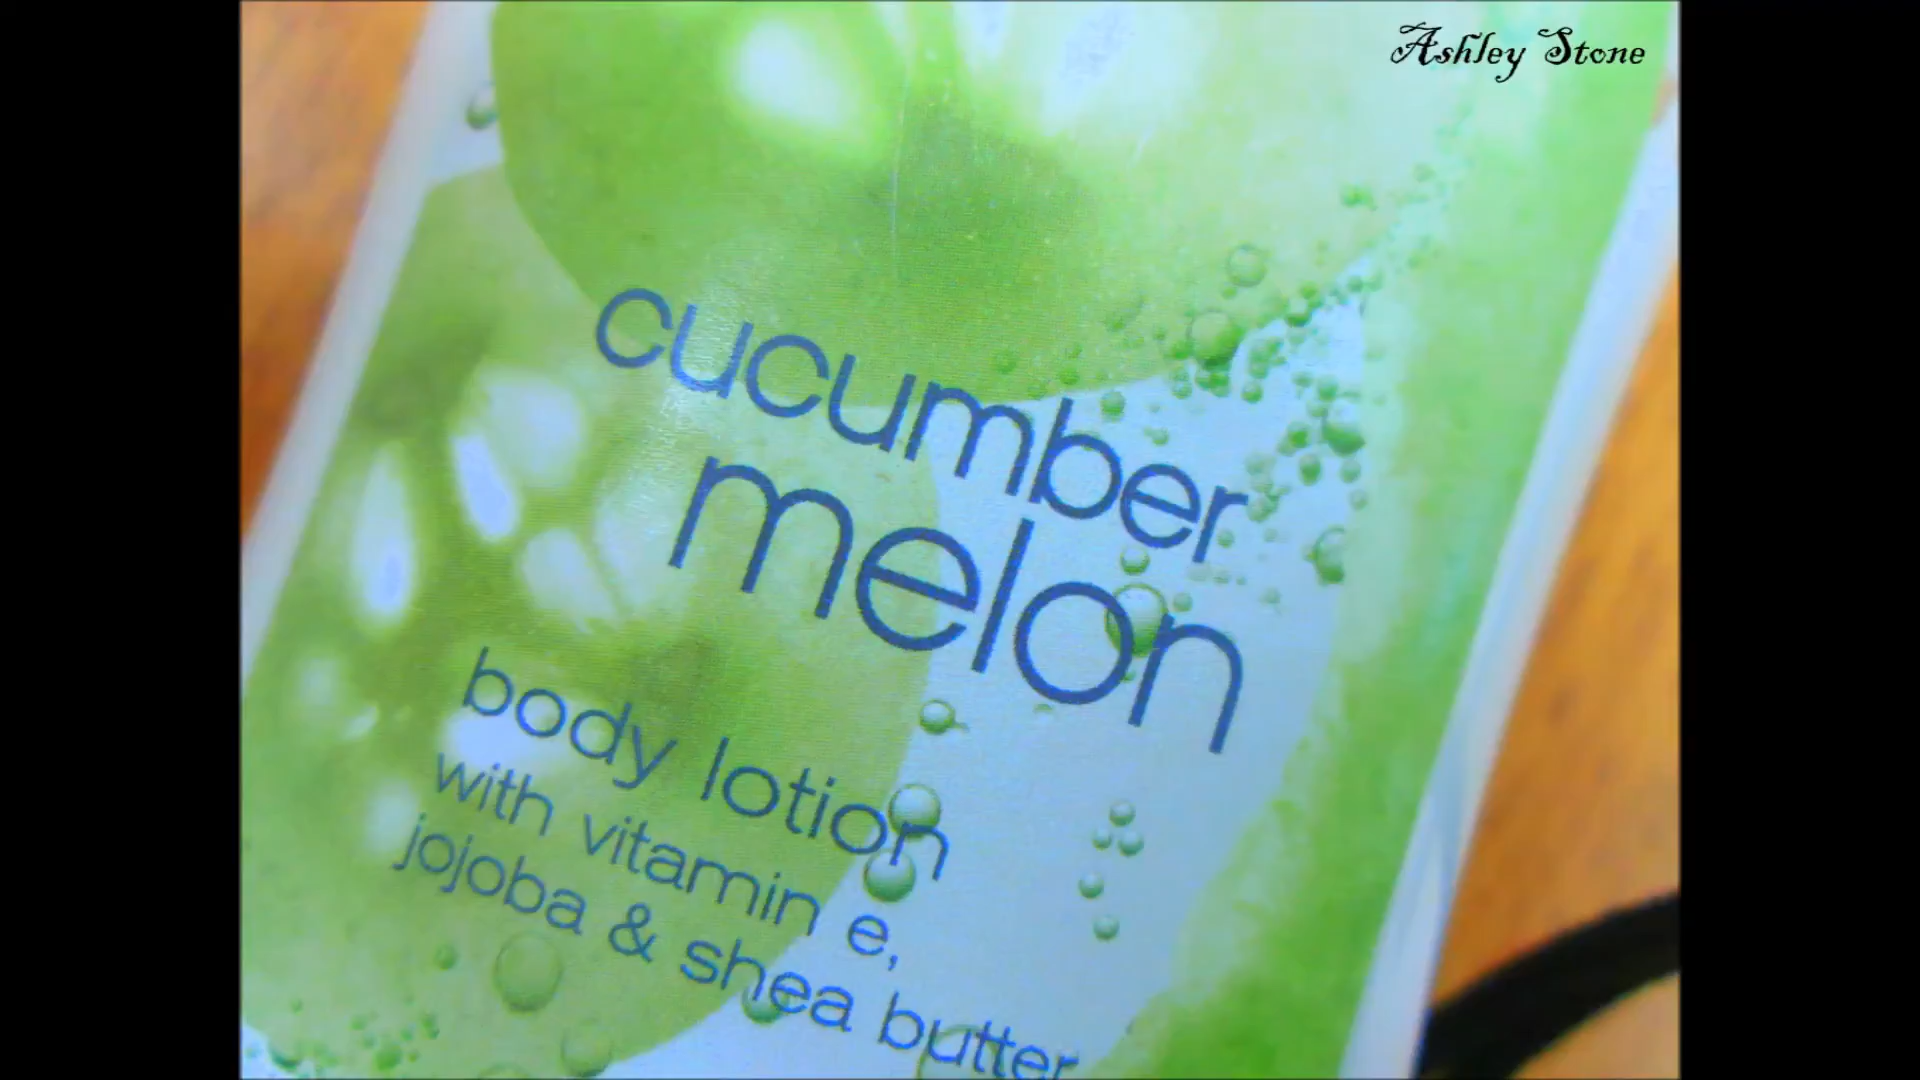 Ashley Stone
cucumber
melon
body lotion
with vitamin e,
jojoba & shea butter